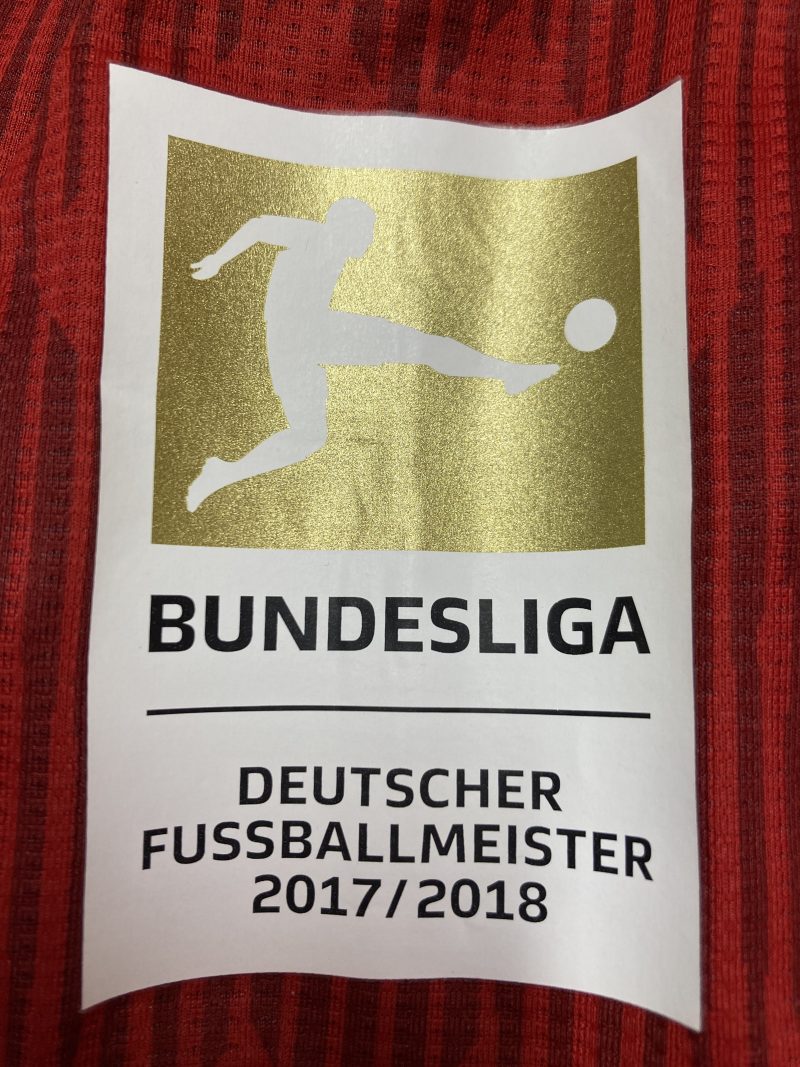 BUNDESLIGA
DEUTSCHER
FUSSBALLMEISTER
2017/2018